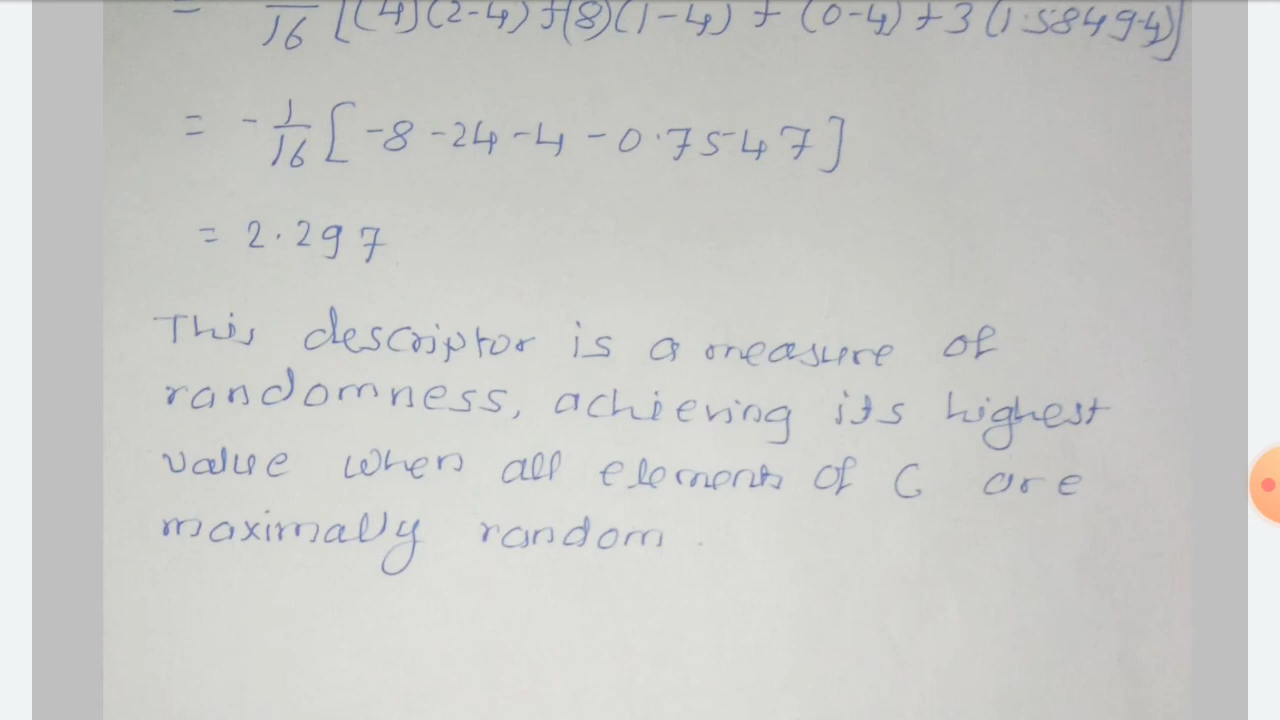 = 1/16 [(4)(2-4)+(8)(1-4) + (0-4) + 3(1.58494)]
= -1/16 [-8 -24 -4 -0.7547]
= 2.297
This descriptor is a measure of
randomness, achieving its highest
value when all elements of G are
maximally random.